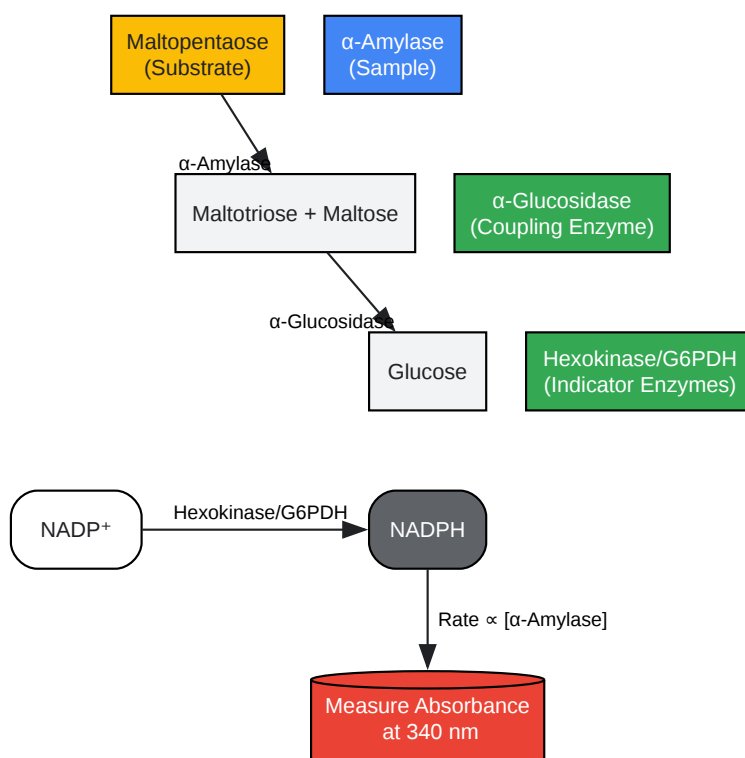 Maltopentaose
(Substrate)
α-Amylase
(Sample)
α-Amylase
Maltotriose + Maltose
α-Glucosidase
(Coupling Enzyme)
α-Glucosidase
Glucose
Hexokinase/G6PDH
(Indicator Enzymes)
NADP⁺
Hexokinase/G6PDH
NADPH
Rate ∝ [α-Amylase]
Measure Absorbance
at 340 nm